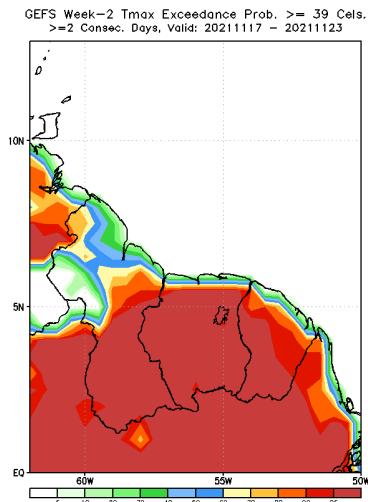 GEFS Week-2 Tmax Exceedance Prob. >= 39 Cels.
>=2 Consec. Days, Valid: 20211117 - 20211123
10N
5N
EQ
60W
55W
50W